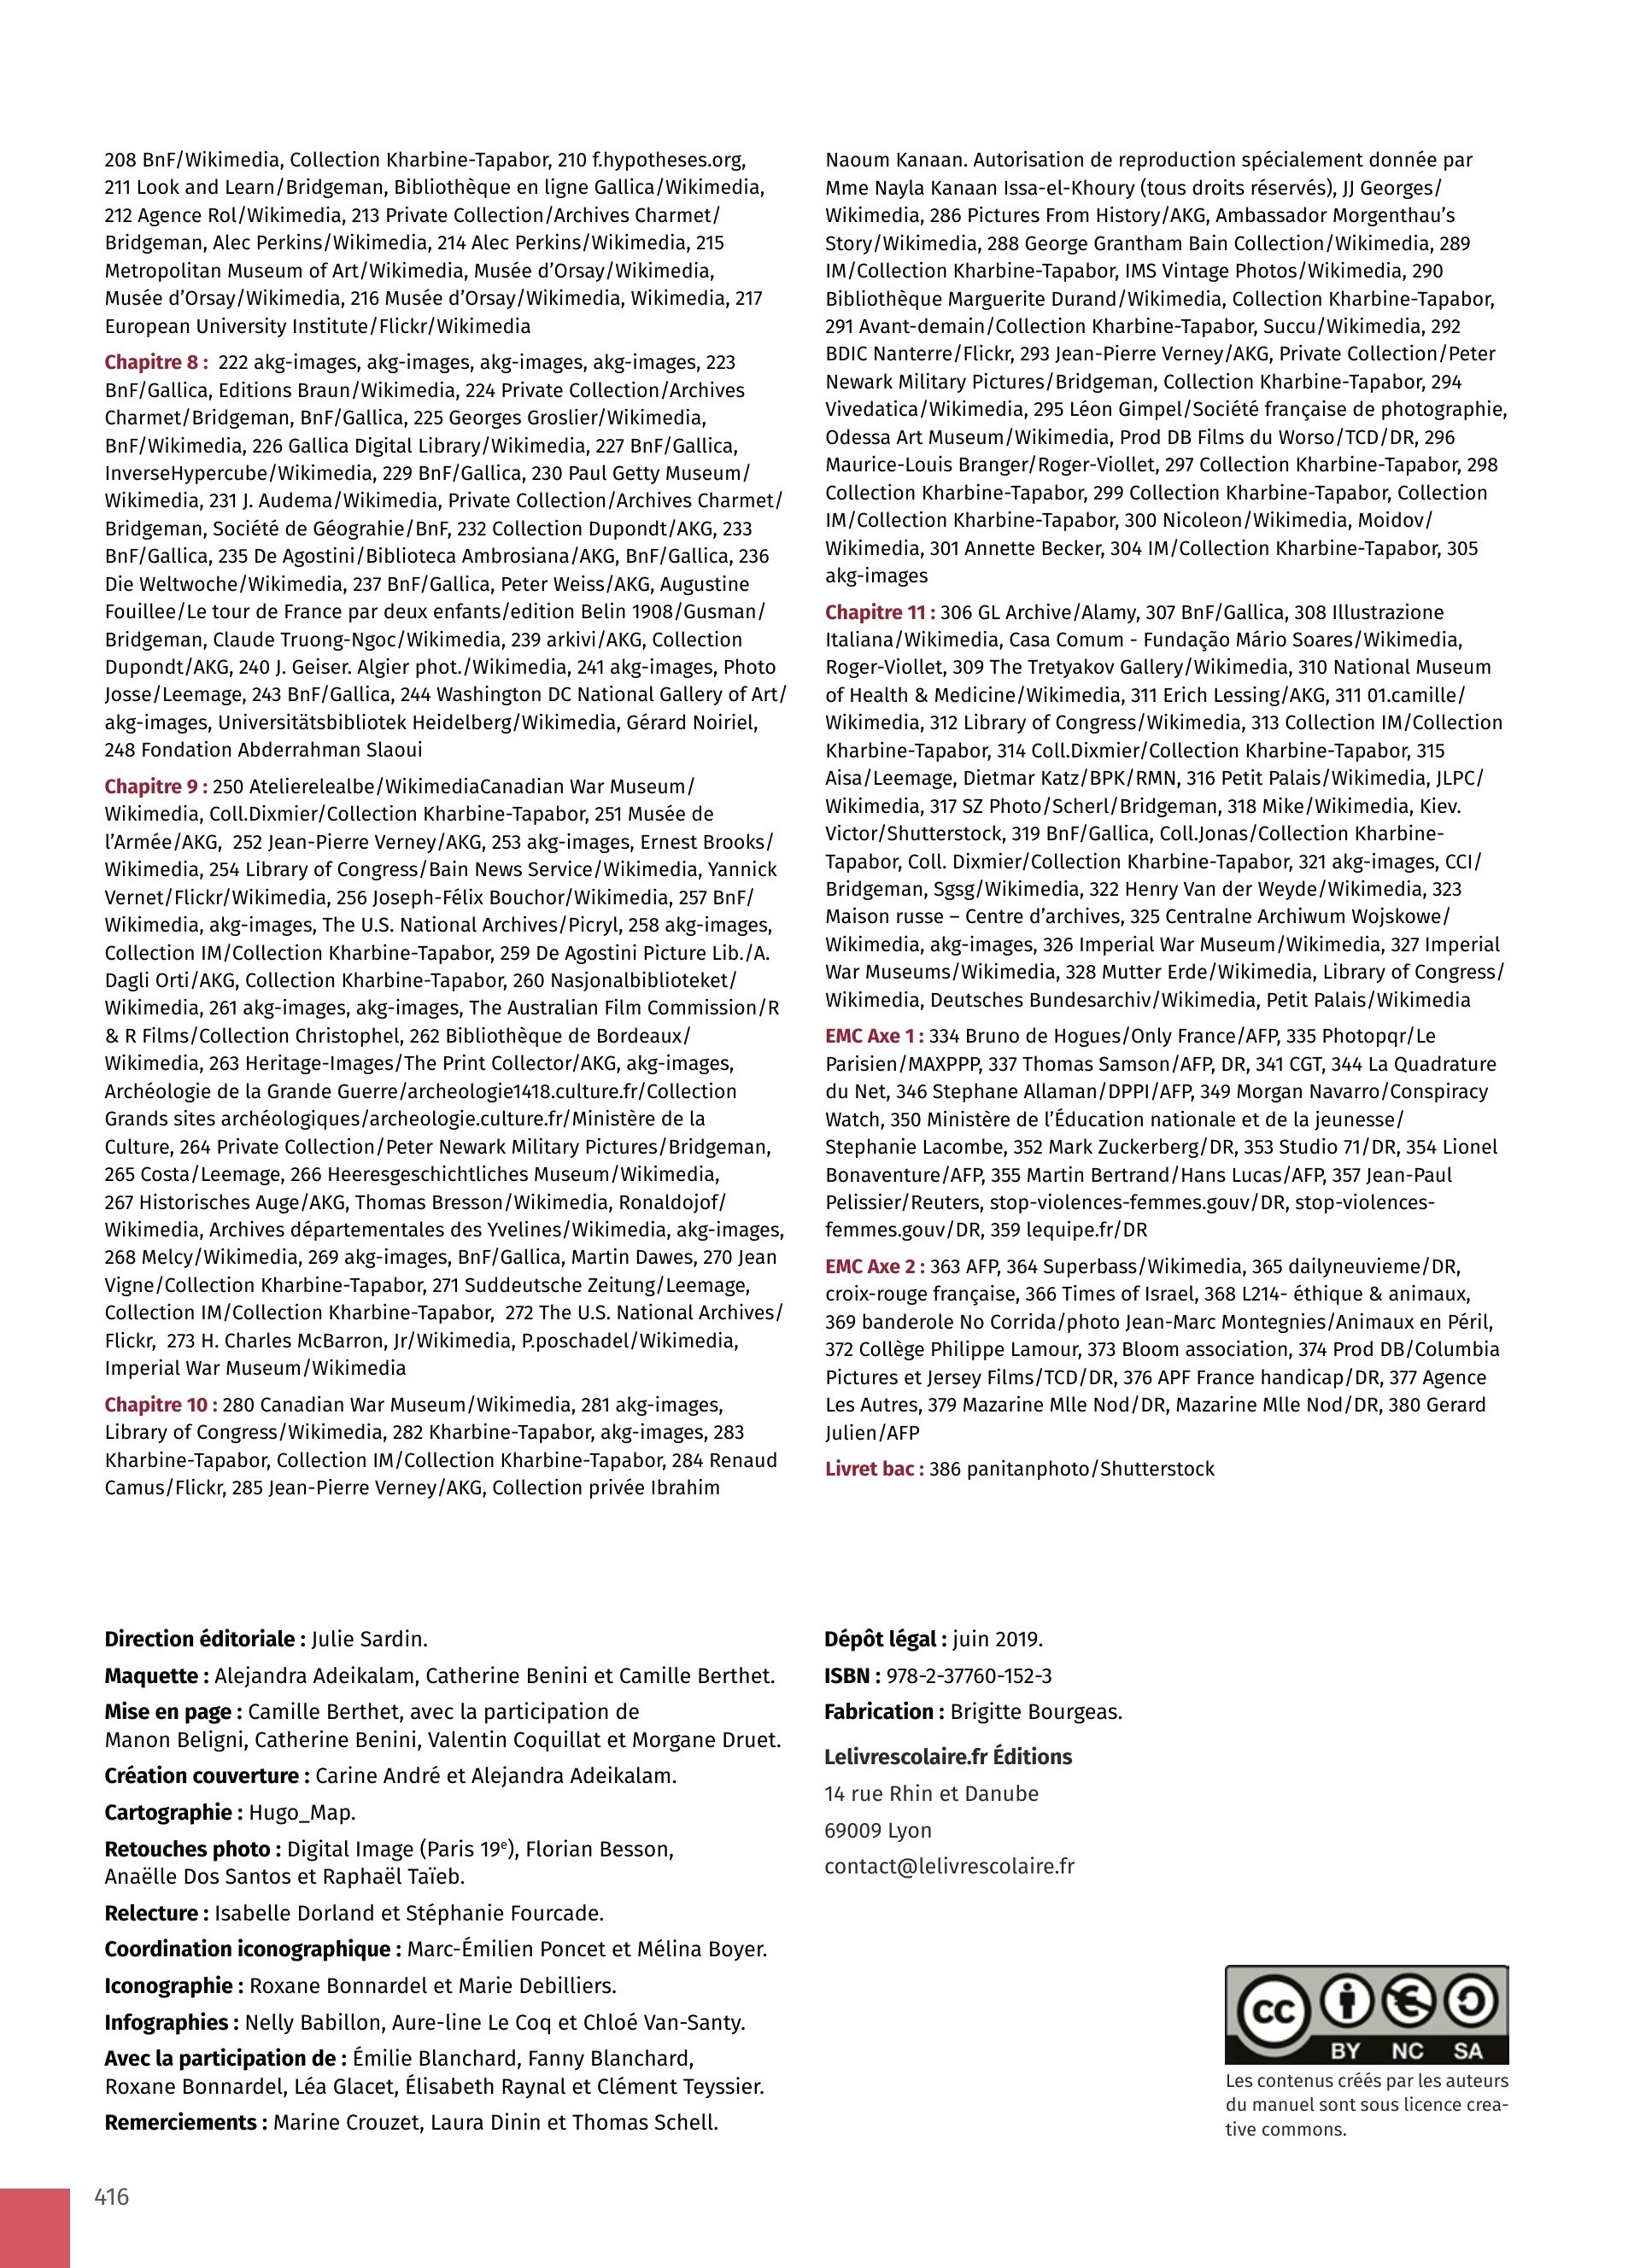 208 BnF/Wikimedia, Collection Kharbine-Tapabor, 210 f.hypotheses.org,
211 Look and Learn/Bridgeman, Bibliothèque en ligne Gallica/Wikimedia,
212 Agence Rol/Wikimedia, 213 Private Collection/Archives Charmet/
Bridgeman, Alec Perkins/Wikimedia, 214 Alec Perkins/Wikimedia, 215
Metropolitan Museum of Art/Wikimedia, Musée d’Orsay/Wikimedia,
Musée d’Orsay/Wikimedia, 216 Musée d’Orsay/Wikimedia, Wikimedia, 217
European University Institute/Flickr/Wikimedia
Chapitre 8 : 222 akg-images, akg-images, akg-images, akg-images, 223
BnF/Gallica, Editions Braun/Wikimedia, 224 Private Collection/Archives
Charmet/Bridgeman, BnF/Gallica, 225 Georges Groslier/Wikimedia,
BnF/Wikimedia, 226 Gallica Digital Library/Wikimedia, 227 BnF/Gallica,
InverseHypercube/Wikimedia, 229 BnF/Gallica, 230 Paul Getty Museum/
Wikimedia, 231 J. Audema/Wikimedia, Private Collection/Archives Charmet/
Bridgeman, Société de Géograhie/BnF, 232 Collection Dupondt/AKG, 233
BnF/Gallica, 235 De Agostini/Biblioteca Ambrosiana/AKG, BnF/Gallica, 236
Die Weltwoche/Wikimedia, 237 BnF/Gallica, Peter Weiss/AKG, Augustine
Fouillee/Le tour de France par deux enfants/edition Belin 1908/Gusman/
Bridgeman, Claude Truong-Ngoc/Wikimedia, 239 arkivi/AKG, Collection
Dupondt/AKG, 240 J. Geiser. Algier phot./Wikimedia, 241 akg-images, Photo
Josse/Leemage, 243 BnF/Gallica, 244 Washington DC National Gallery of Art/
akg-images, Universitätsbibliotek Heidelberg/Wikimedia, Gérard Noiriel,
248 Fondation Abderrahman Slaoui
Chapitre 9 : 250 Atelierelealbe/WikimediaCanadian War Museum/
Wikimedia, Coll.Dixmier/Collection Kharbine-Tapabor, 251 Musée de
l’Armée/AKG, 252 Jean-Pierre Verney/AKG, 253 akg-images, Ernest Brooks/
Wikimedia, 254 Library of Congress/Bain News Service/Wikimedia, Yannick
Vernet/Flickr/Wikimedia, 256 Joseph-Félix Bouchor/Wikimedia, 257 BnF/
Wikimedia, akg-images, The U.S. National Archives/Picryl, 258 akg-images,
Collection IM/Collection Kharbine-Tapabor, 259 De Agostini Picture Lib./A.
Dagli Orti/AKG, Collection Kharbine-Tapabor, 260 Nasjonalbiblioteket/
Wikimedia, 261 akg-images, akg-images, The Australian Film Commission/R
& R Films/Collection Christophel, 262 Bibliothèque de Bordeaux/
Wikimedia, 263 Heritage-Images/The Print Collector/AKG, akg-images,
Archéologie de la Grande Guerre/archeologie1418.culture.fr/Collection
Grands sites archéologiques/archeologie.culture.fr/Ministère de la
Culture, 264 Private Collection/Peter Newark Military Pictures/Bridgeman,
265 Costa/Leemage, 266 Heeresgeschichtliches Museum/Wikimedia,
267 Historisches Auge/AKG, Thomas Bresson/Wikimedia, Ronaldojof/
Wikimedia, Archives départementales des Yvelines/Wikimedia, akg-images,
268 Melcy/Wikimedia, 269 akg-images, BnF/Gallica, Martin Dawes, 270 Jean
Vigne/Collection Kharbine-Tapabor, 271 Suddeutsche Zeitung/Leemage,
Collection IM/Collection Kharbine-Tapabor, 272 The U.S. National Archives/
Flickr, 273 H. Charles McBarron, Jr/Wikimedia, P.poschadel/Wikimedia,
Imperial War Museum/Wikimedia
Chapitre 10 : 280 Canadian War Museum/Wikimedia, 281 akg-images,
Library of Congress/Wikimedia, 282 Kharbine-Tapabor, akg-images, 283
Kharbine-Tapabor, Collection IM/Collection Kharbine-Tapabor, 284 Renaud
Camus/Flickr, 285 Jean-Pierre Verney/AKG, Collection privée Ibrahim
Naoum Kanaan. Autorisation de reproduction spécialement donnée par
Mme Nayla Kanaan Issa-el-Khoury (tous droits réservés), JJ Georges/
Wikimedia, 286 Pictures From History/AKG, Ambassador Morgenthau’s
Story/Wikimedia, 288 George Grantham Bain Collection/Wikimedia, 289
IM/Collection Kharbine-Tapabor, IMS Vintage Photos/Wikimedia, 290
Bibliothèque Marguerite Durand/Wikimedia, Collection Kharbine-Tapabor,
291 Avant-demain/Collection Kharbine-Tapabor, Succu/Wikimedia, 292
BDIC Nanterre/Flickr, 293 Jean-Pierre Verney/AKG, Private Collection/Peter
Newark Military Pictures/Bridgeman, Collection Kharbine-Tapabor, 294
Vivedatica/Wikimedia, 295 Léon Gimpel/Société française de photographie,
Odessa Art Museum/Wikimedia, Prod DB Films du Worso/TCD/DR, 296
Maurice-Louis Branger/Roger-Viollet, 297 Collection Kharbine-Tapabor, 298
Collection Kharbine-Tapabor, 299 Collection Kharbine-Tapabor, Collection
IM/Collection Kharbine-Tapabor, 300 Nicoleon/Wikimedia, Moidov/
Wikimedia, 301 Annette Becker, 304 IM/Collection Kharbine-Tapabor, 305
akg-images
Chapitre 11 : 306 GL Archive/Alamy, 307 BnF/Gallica, 308 Illustrazione
Italiana/Wikimedia, Casa Comum - Fundação Mário Soares/Wikimedia,
Roger-Viollet, 309 The Tretyakov Gallery/Wikimedia, 310 National Museum
of Health & Medicine/Wikimedia, 311 Erich Lessing/AKG, 311 01.camille/
Wikimedia, 312 Library of Congress/Wikimedia, 313 Collection IM/Collection
Kharbine-Tapabor, 314 Coll.Dixmier/Collection Kharbine-Tapabor, 315
Aisa/Leemage, Dietmar Katz/BPK/RMN, 316 Petit Palais/Wikimedia, JLPC/
Wikimedia, 317 SZ Photo/Scherl/Bridgeman, 318 Mike/Wikimedia, Kiev.
Victor/Shutterstock, 319 BnF/Gallica, Coll.Jonas/Collection Kharbine-
Tapabor, Coll. Dixmier/Collection Kharbine-Tapabor, 321 akg-images, CCI/
Bridgeman, Sgsg/Wikimedia, 322 Henry Van der Weyde/Wikimedia, 323
Maison russe – Centre d’archives, 325 Centralne Archiwum Wojskowe/
Wikimedia, akg-images, 326 Imperial War Museum/Wikimedia, 327 Imperial
War Museums/Wikimedia, 328 Mutter Erde/Wikimedia, Library of Congress/
Wikimedia, Deutsches Bundesarchiv/Wikimedia, Petit Palais/Wikimedia
EMC Axe 1 : 334 Bruno de Hogues/Only France/AFP, 335 Photopqr/Le
Parisien/MAXPPP, 337 Thomas Samson/AFP, DR, 341 CGT, 344 La Quadrature
du Net, 346 Stephane Allaman/DPPI/AFP, 349 Morgan Navarro/Conspiracy
Watch, 350 Ministère de l’Éducation nationale et de la jeunesse/
Stephanie Lacombe, 352 Mark Zuckerberg/DR, 353 Studio 71/DR, 354 Lionel
Bonaventure/AFP, 355 Martin Bertrand/Hans Lucas/AFP, 357 Jean-Paul
Pelissier/Reuters, stop-violences-femmes.gouv/DR, stop-violences-
femmes.gouv/DR, 359 lequipe.fr/DR
EMC Axe 2 : 363 AFP, 364 Superbass/Wikimedia, 365 dailyneuvieme/DR,
croix-rouge française, 366 Times of Israel, 368 L214- éthique & animaux,
369 banderole No Corrida/photo Jean-Marc Montegnies/Animaux en Péril,
372 Collège Philippe Lamour, 373 Bloom association, 374 Prod DB/Columbia
Pictures et Jersey Films/TCD/DR, 376 APF France handicap/DR, 377 Agence
Les Autres, 379 Mazarine Mlle Nod/DR, Mazarine Mlle Nod/DR, 380 Gerard
Julien/AFP
Livret bac : 386 panitanphoto/Shutterstock
Direction éditoriale : Julie Sardin.
Maquette : Alejandra Adeikalam, Catherine Benini et Camille Berthet.
Mise en page : Camille Berthet, avec la participation de
Manon Beligni, Catherine Benini, Valentin Coquillat et Morgane Druet.
Création couverture : Carine André et Alejandra Adeikalam.
Cartographie : Hugo_Map.
Retouches photo : Digital Image (Paris 19e), Florian Besson,
Anaëlle Dos Santos et Raphaël Taïeb.
Relecture : Isabelle Dorland et Stéphanie Fourcade.
Coordination iconographique : Marc-Émilien Poncet et Mélina Boyer.
Iconographie : Roxane Bonnardel et Marie Debilliers.
Infographies : Nelly Babillon, Aure-line Le Coq et Chloé Van-Santy.
Avec la participation de : Émilie Blanchard, Fanny Blanchard,
Roxane Bonnardel, Léa Glacet, Élisabeth Raynal et Clément Teyssier.
Remerciements : Marine Crouzet, Laura Dinin et Thomas Schell.
Dépôt légal : juin 2019.
ISBN : 978-2-37760-152-3
Fabrication : Brigitte Bourgeas.
Lelivrescolaire.fr Éditions
14 rue Rhin et Danube
69009 Lyon
contact@lelivrescolaire.fr
cc
BY NC SA
Les contenus créés par les auteurs
du manuel sont sous licence crea-
tive commons.
416